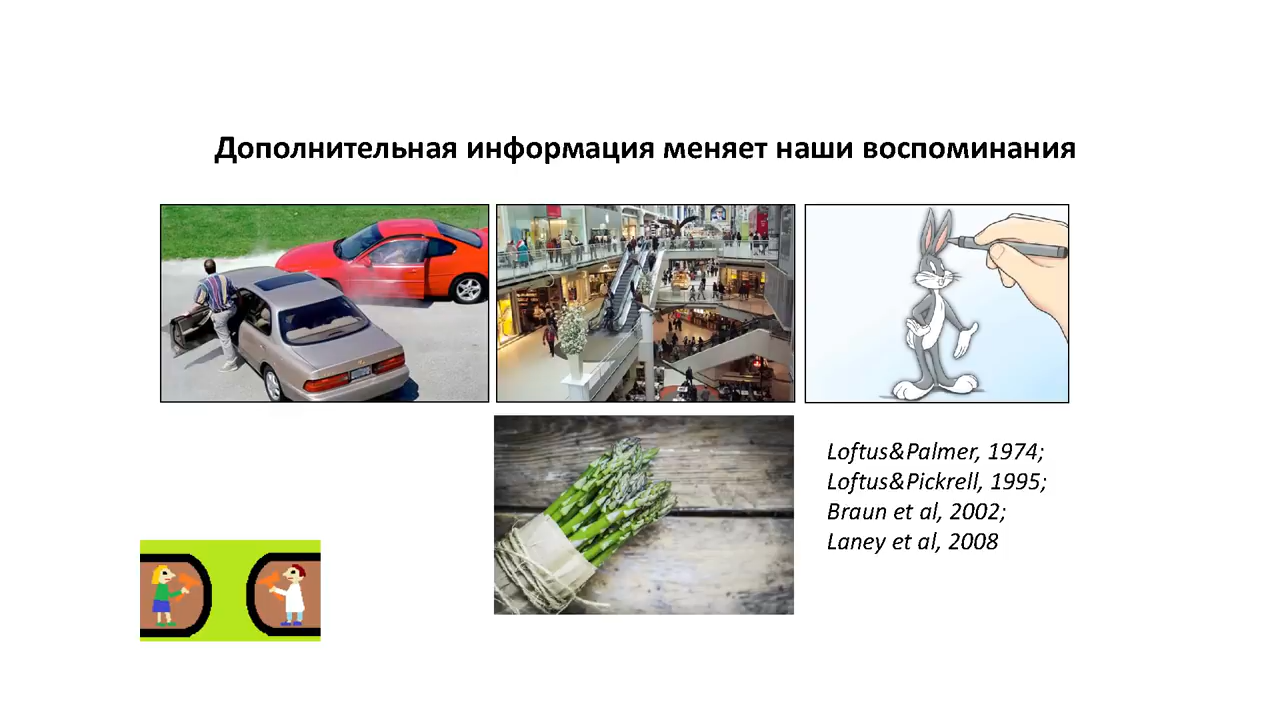 Дополнительная информация меняет наши воспоминания
Loftus&Palmer, 1974;
Loftus&Pickrell, 1995;
Braun et al, 2002;
Laney et al, 2008